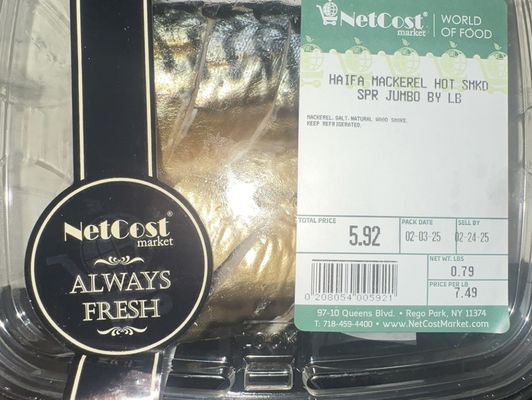 NetCost®
market
ALWAYS
FRESH
NetCost®
market
WORLD
OF FOOD
HAIFA MACKEREL HOT SMKD
SPR JUMBO BY LB
MACKEREL, SALT, NATURAL WOOD SMOKE.
KEEP REFRIGERATED.
TOTAL PRICE
5.92
PACK DATE
02-03-25
SELL BY
02-24-25
NET WT. LBS
0.79
PRICE PER LB
7.49
0 208054 005921
97-10 Queens Blvd. • Rego Park, NY 11374
T: 718-459-4400 • www.NetCostMarket.com